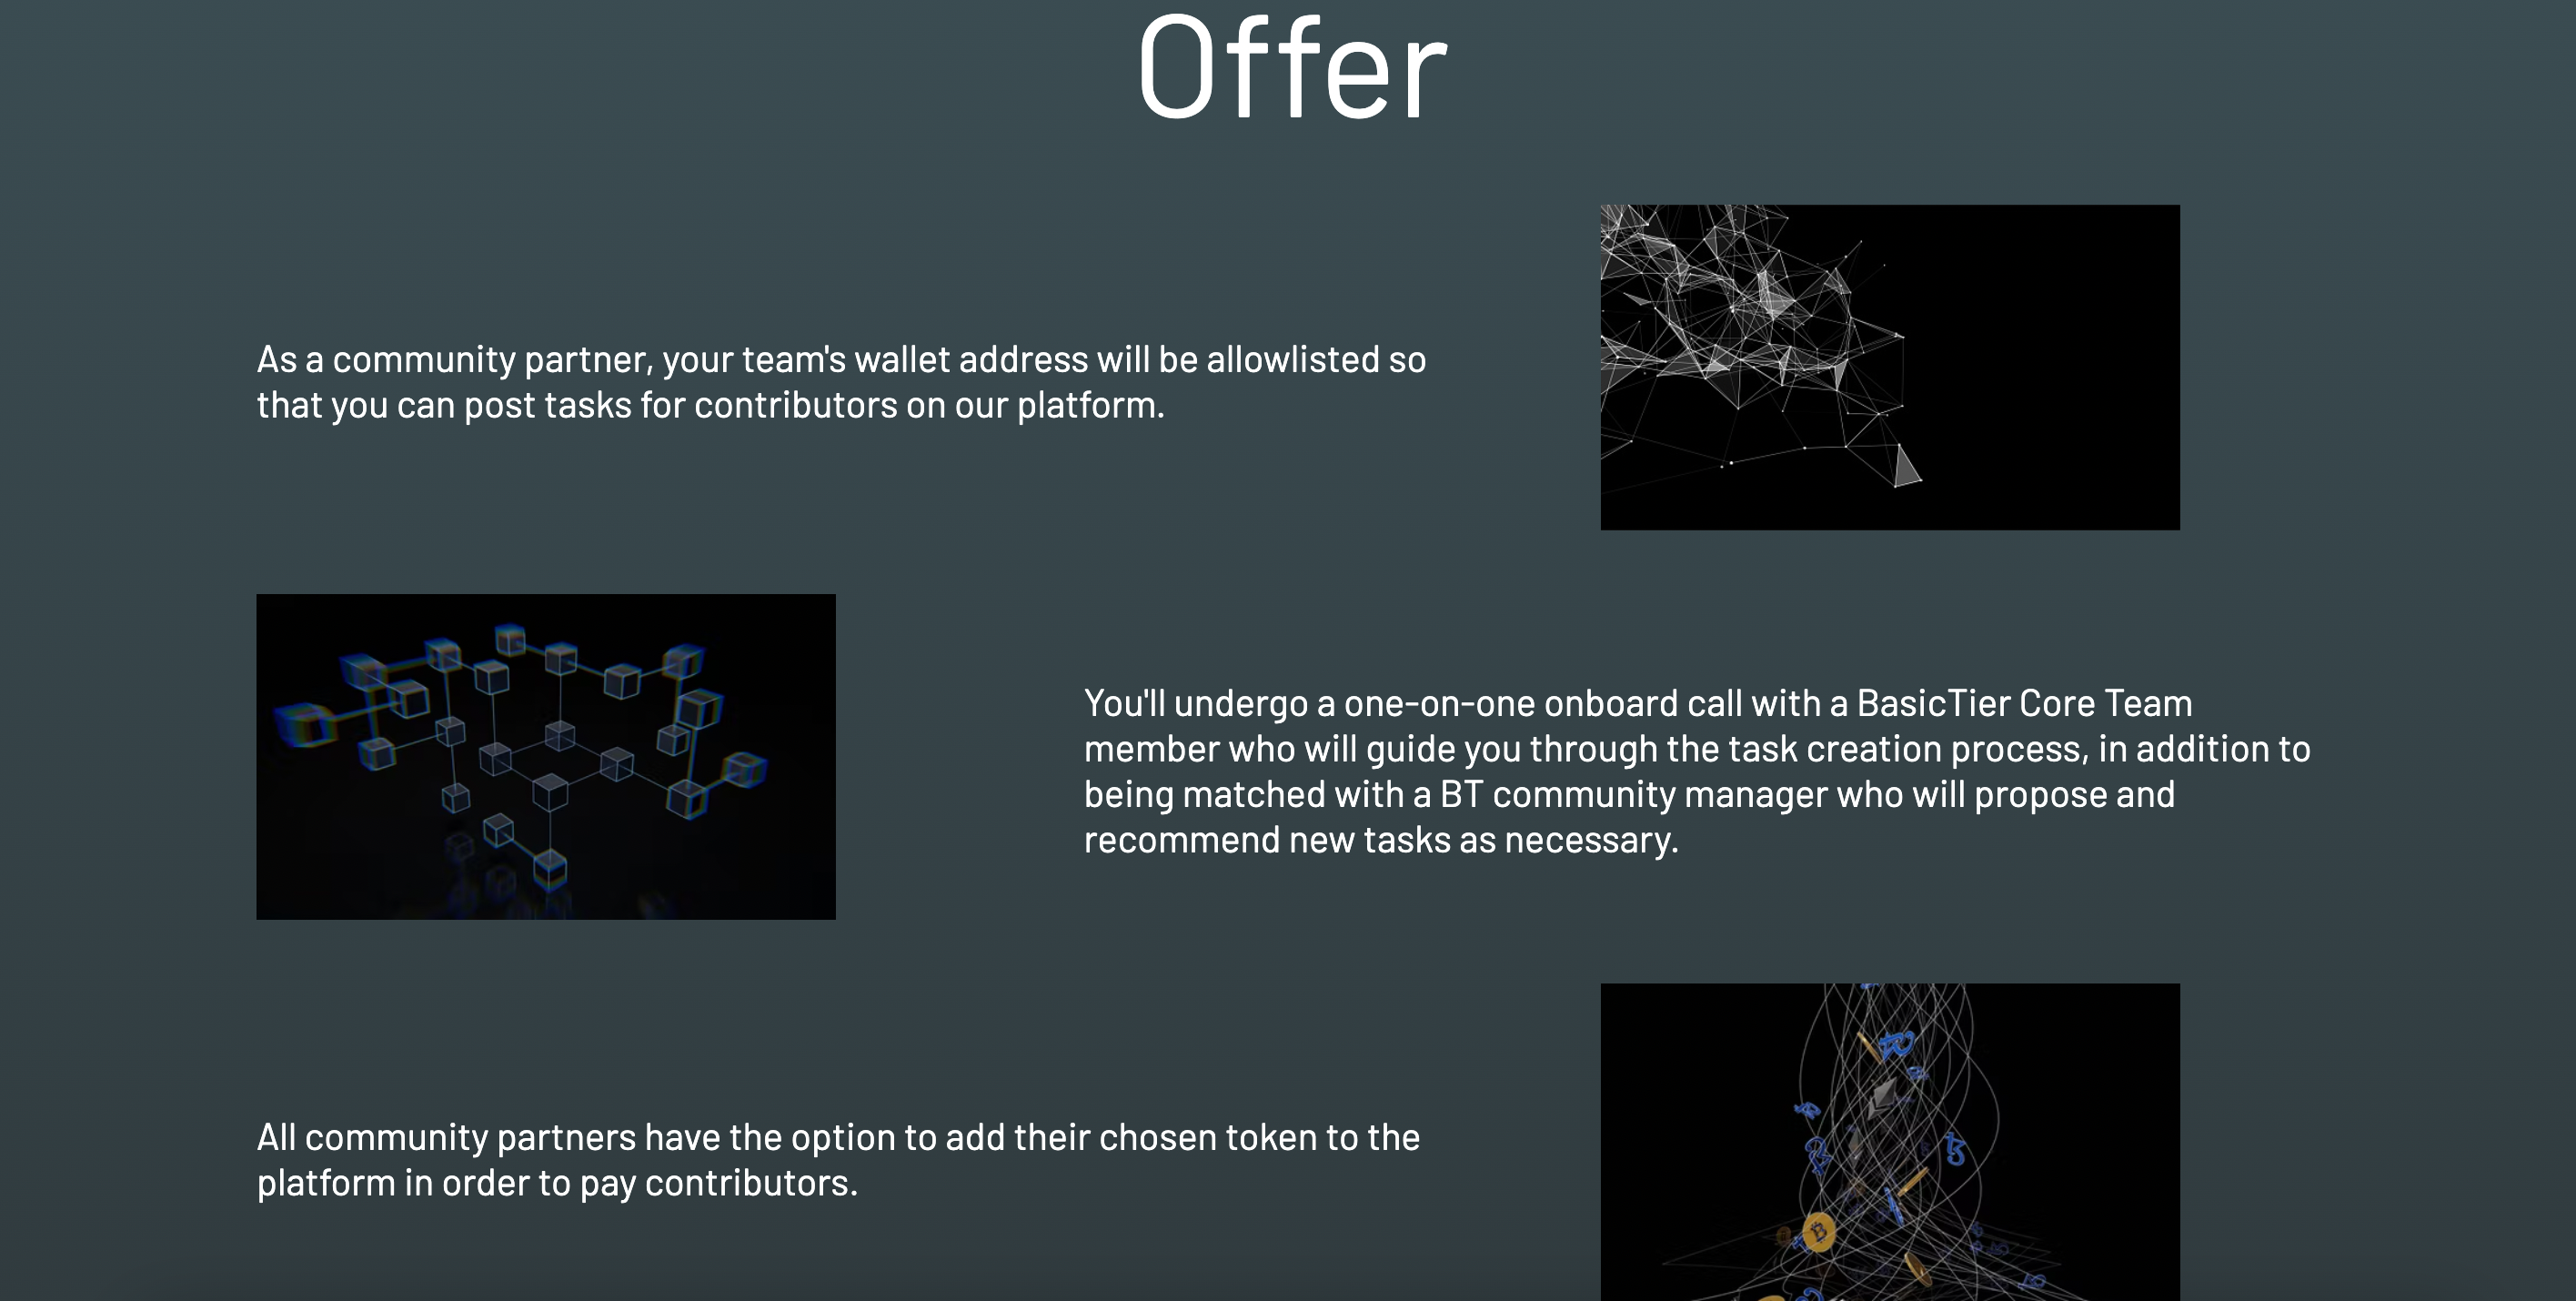 Offer
As a community partner, your team's wallet address will be allowlisted so
that you can post tasks for contributors on our platform.
You'll undergo a one-on-one onboard call with a BasicTier Core Team
member who will guide you through the task creation process, in addition to
being matched with a BT community manager who will propose and
recommend new tasks as necessary.
All community partners have the option to add their chosen token to the
platform in order to pay contributors.